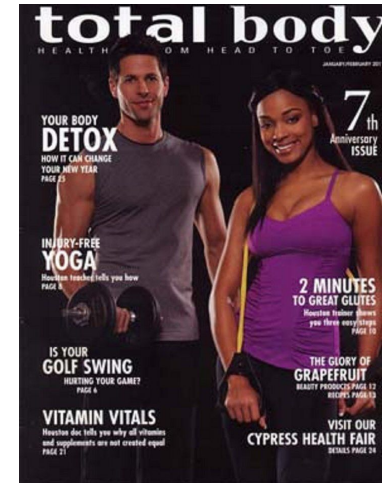 total body
HEALTH FROM HEAD TO TOE
JANUARY/FEBRUARY 201
7th
Anniversary
ISSUE
YOUR BODY
DETOX
HOW IT CAN CHANGE
YOUR NEW YEAR
PAGE 25
INJURY-FREE
YOGA
Houston teacher tells you how
PAGE 8
2 MINUTES
TO GREAT GLUTES
Houston trainer shows
you three easy steps
PAGE 10
IS YOUR
GOLF SWING
HURTING YOUR GAME?
PAGE 6
THE GLORY OF
GRAPEFRUIT
BEAUTY PRODUCTS PAGE 12
RECIPES PAGE 13
VITAMIN VITALS
Houston doc tells you why all vitamins
and supplements are not created equal
PAGE 21
VISIT OUR
CYPRESS HEALTH FAIR
DETAILS PAGE 24